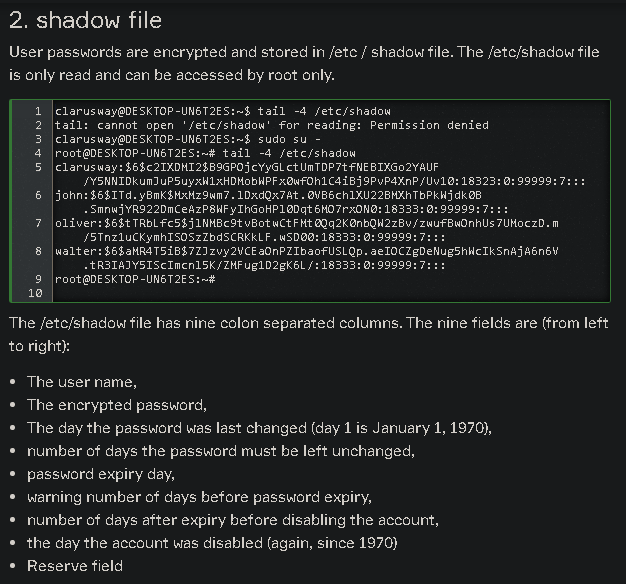 2. shadow file
User passwords are encrypted and stored in /etc / shadow file. The /etc/shadow file
is only read and can be accessed by root only.
1 clarusway@DESKTOP-UN6T2ES:~$ tail -4 /etc/shadow
2 tail: cannot open '/etc/shadow' for reading: Permission denied
3 clarusway@DESKTOP-UN6T2ES:~$ sudo su -
4 root@DESKTOP-UN6T2ES:~# tail -4 /etc/shadow
5 clarusway:$6$c2IXDMI2$B9GPOjcYyGLctUmTDP7tfNEBIXGo2YAUF
/Y5NNIDkumJuP5uyxW1xHDMobWPFx0wfOh1C4iBj9PvP4XnP/Uv10:18323:0:99999:7:::
6 john:$6$ITd.yBmK$MxMz9wm7.lDxdQx7At.0VB6chlXU22BMXhTbPkWjdk0B
.SmnwjYR922DmCeAzP8WFyIhGoHPl0Dqt6MO7rxON0:18333:0:99999:7:::
7 oliver:$6$tTRbLfc5$jlNMBc9tvBotwCtFMt0Qq2K0nbQW2zBv/zwufBwOnhUs7UMoczD.m
/5Tnz1uCKymhISOSzZbdSCRKkLF.wSD00:18333:0:99999:7:::
8 walter:$6$aMR4T5iB$7ZJzvy2VCEaOnPZIbaofUSLQp.aeIOCZgDeNug5hWcIkSnAjA6n6V
.tR3IAJY5IScImcnl5K/ZMFug1D2gK6L/:18333:0:99999:7:::
9 root@DESKTOP-UN6T2ES:~#
10
The /etc/shadow file has nine colon separated columns. The nine fields are (from left
to right):
• The user name,
• The encrypted password,
• The day the password was last changed (day 1 is January 1, 1970),
• number of days the password must be left unchanged,
• password expiry day,
• warning number of days before password expiry,
• number of days after expiry before disabling the account,
• the day the account was disabled (again, since 1970)
• Reserve field